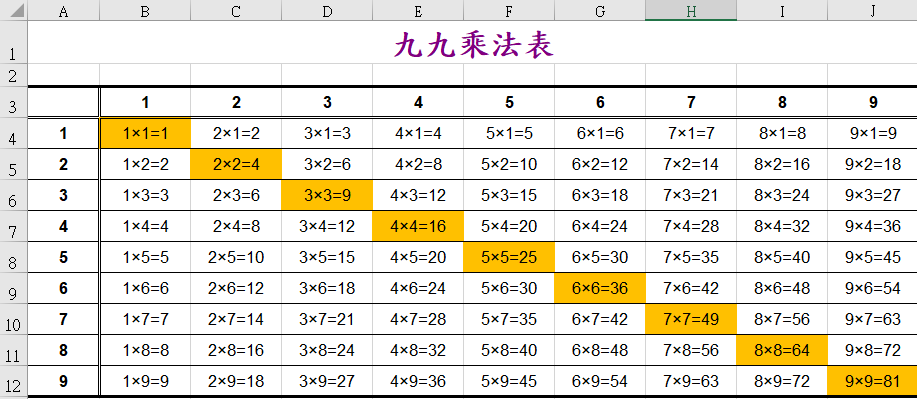 A B C D E F G H I J
1 九九乘法表
2
3 1 2 3 4 5 6 7 8 9
4 1 1×1=1 2×1=2 3×1=3 4×1=4 5×1=5 6×1=6 7×1=7 8×1=8 9×1=9
5 2 1×2=2 2×2=4 3×2=6 4×2=8 5×2=10 6×2=12 7×2=14 8×2=16 9×2=18
6 3 1×3=3 2×3=6 3×3=9 4×3=12 5×3=15 6×3=18 7×3=21 8×3=24 9×3=27
7 4 1×4=4 2×4=8 3×4=12 4×4=16 5×4=20 6×4=24 7×4=28 8×4=32 9×4=36
8 5 1×5=5 2×5=10 3×5=15 4×5=20 5×5=25 6×5=30 7×5=35 8×5=40 9×5=45
9 6 1×6=6 2×6=12 3×6=18 4×6=24 5×6=30 6×6=36 7×6=42 8×6=48 9×6=54
10 7 1×7=7 2×7=14 3×7=21 4×7=28 5×7=35 6×7=42 7×7=49 8×7=56 9×7=63
11 8 1×8=8 2×8=16 3×8=24 4×8=32 5×8=40 6×8=48 7×8=56 8×8=64 9×8=72
12 9 1×9=9 2×9=18 3×9=27 4×9=36 5×9=45 6×9=54 7×9=63 8×9=72 9×9=81